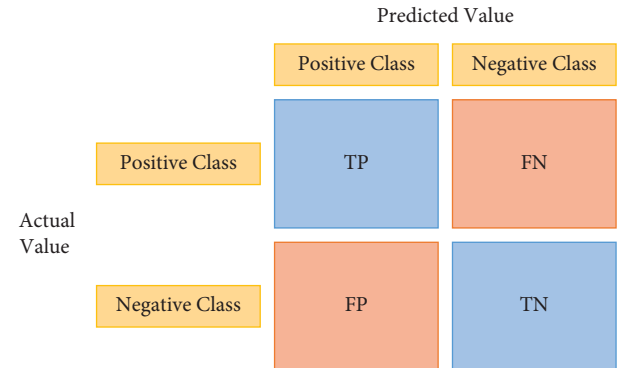 Predicted Value
Positive Class
Negative Class
Positive Class
TP
FN
Actual
Value
Negative Class
FP
TN